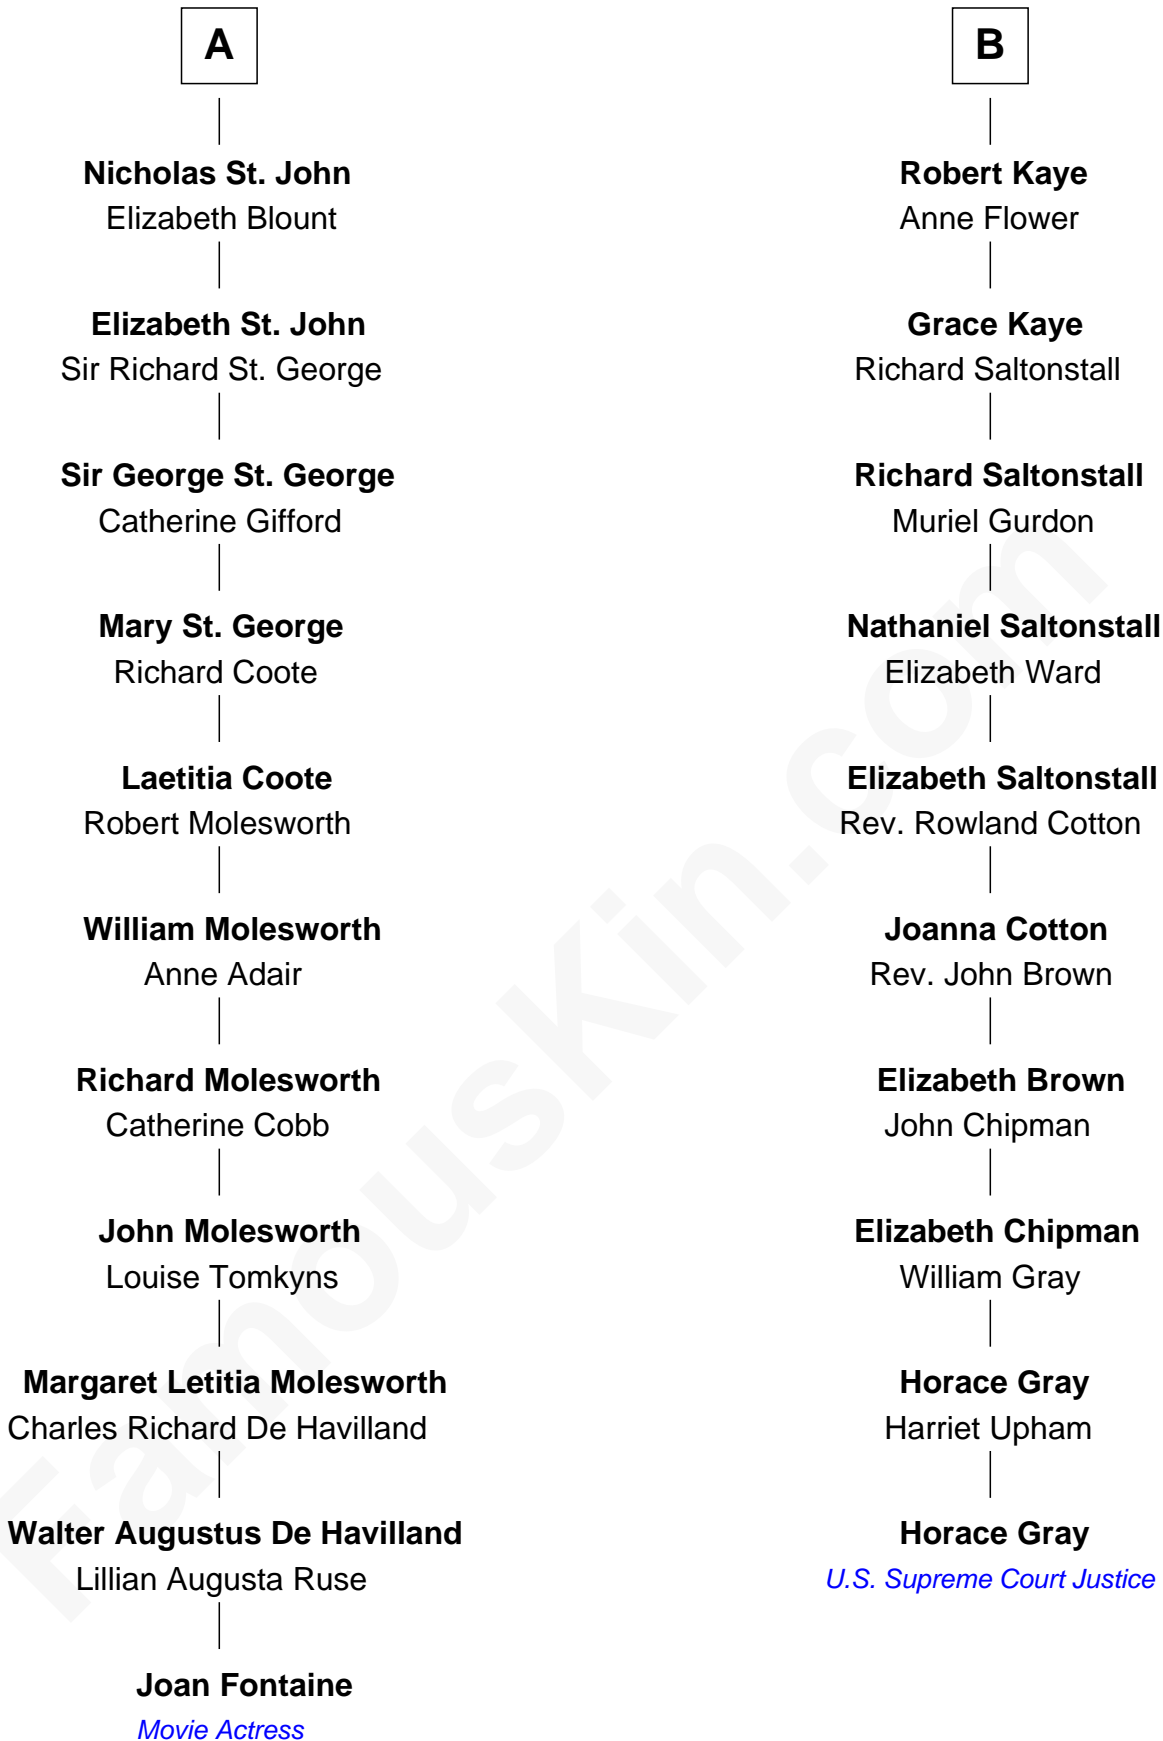 A
Nicholas St. John
Elizabeth Blount
Elizabeth St. John
Sir Richard St. George
Sir George St. George
Catherine Gifford
Mary St. George
Richard Coote
Laetitia Coote
Robert Molesworth
William Molesworth
Anne Adair
Richard Molesworth
Catherine Cobb
John Molesworth
Louise Tomkyns
Margaret Letitia Molesworth
Charles Richard De Havilland
Walter Augustus De Havilland
Lillian Augusta Ruse
Joan Fontaine
Movie Actress
B
Robert Kaye
Anne Flower
Grace Kaye
Richard Saltonstall
Richard Saltonstall
Muriel Gurdon
Nathaniel Saltonstall
Elizabeth Ward
Elizabeth Saltonstall
Rev. Rowland Cotton
Joanna Cotton
Rev. John Brown
Elizabeth Brown
John Chipman
Elizabeth Chipman
William Gray
Horace Gray
Harriet Upham
Horace Gray
U.S. Supreme Court Justice
FamousKin.com